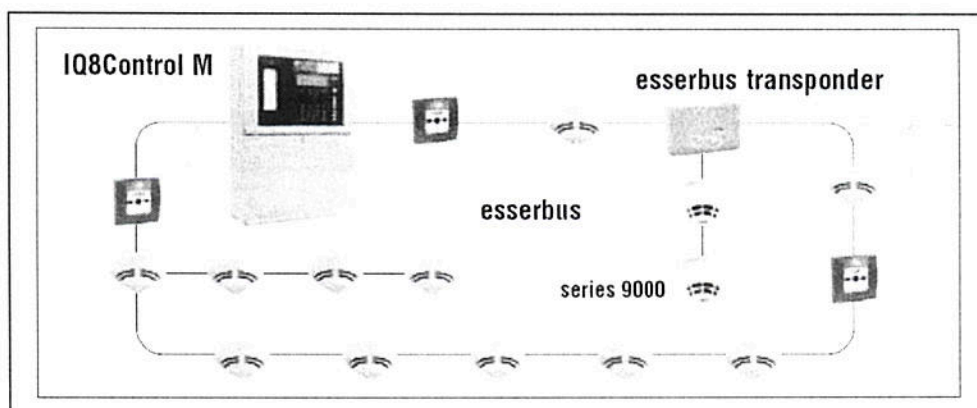 IQ8Control M
esserbus transponder
esserbus
series 9000